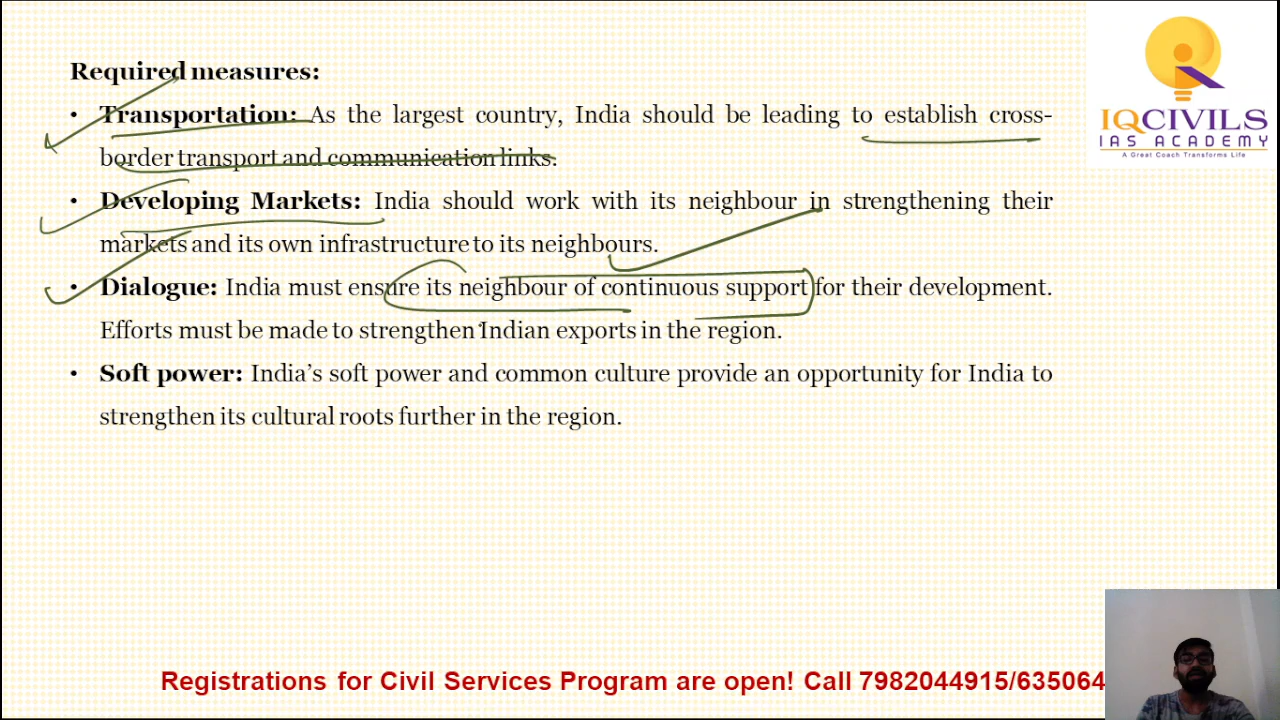 Required measures:
• Transportation: As the largest country, India should be leading to establish cross-
border transport and communication links.
• Developing Markets: India should work with its neighbour in strengthening their
markets and its own infrastructure to its neighbours.
• Dialogue: India must ensure its neighbour of continuous support for their development.
Efforts must be made to strengthen Indian exports in the region.
• Soft power: India's soft power and common culture provide an opportunity for India to
strengthen its cultural roots further in the region.
IQCIVILS
IAS ACADEMY
A Great Coach Transforms Life
Registrations for Civil Services Program are open! Call 7982044915/635064